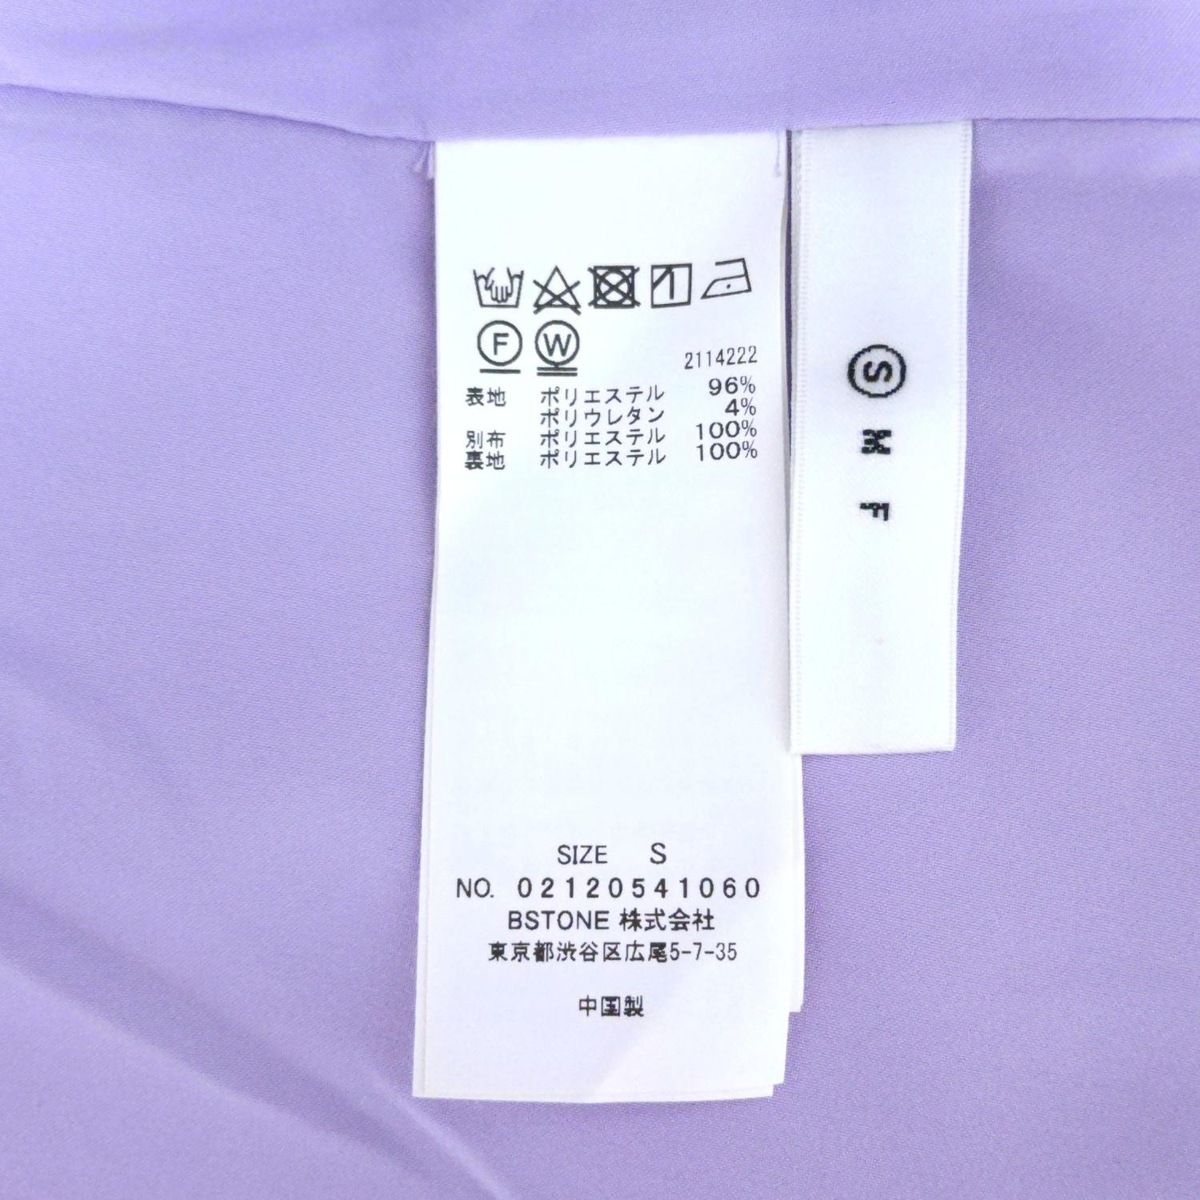 F W
2114222
表地 ポリエステル 96%
ポリウレタン 4%
別布 ポリエステル 100%
裏地 ポリエステル 100%
SIZE S
NO. 02120541060
BSTONE 株式会社
東京都渋谷区広尾5-7-35
中国製
S M F